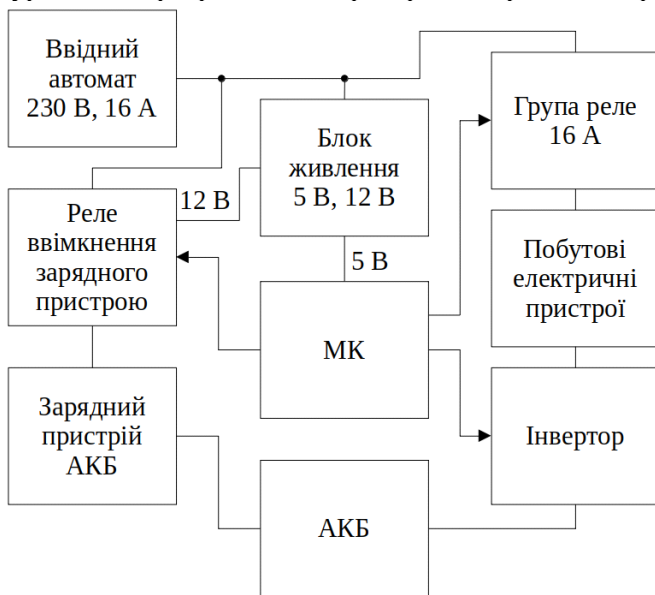 Ввідний
автомат
230 В, 16 А
Група реле
16 А
Блок
живлення
5 В, 12 В
12 В
Реле
ввімкнення
зарядного
пристрою
5 В
Побутові
електричні
пристрої
МК
Зарядний
пристрій
АКБ
Інвертор
АКБ